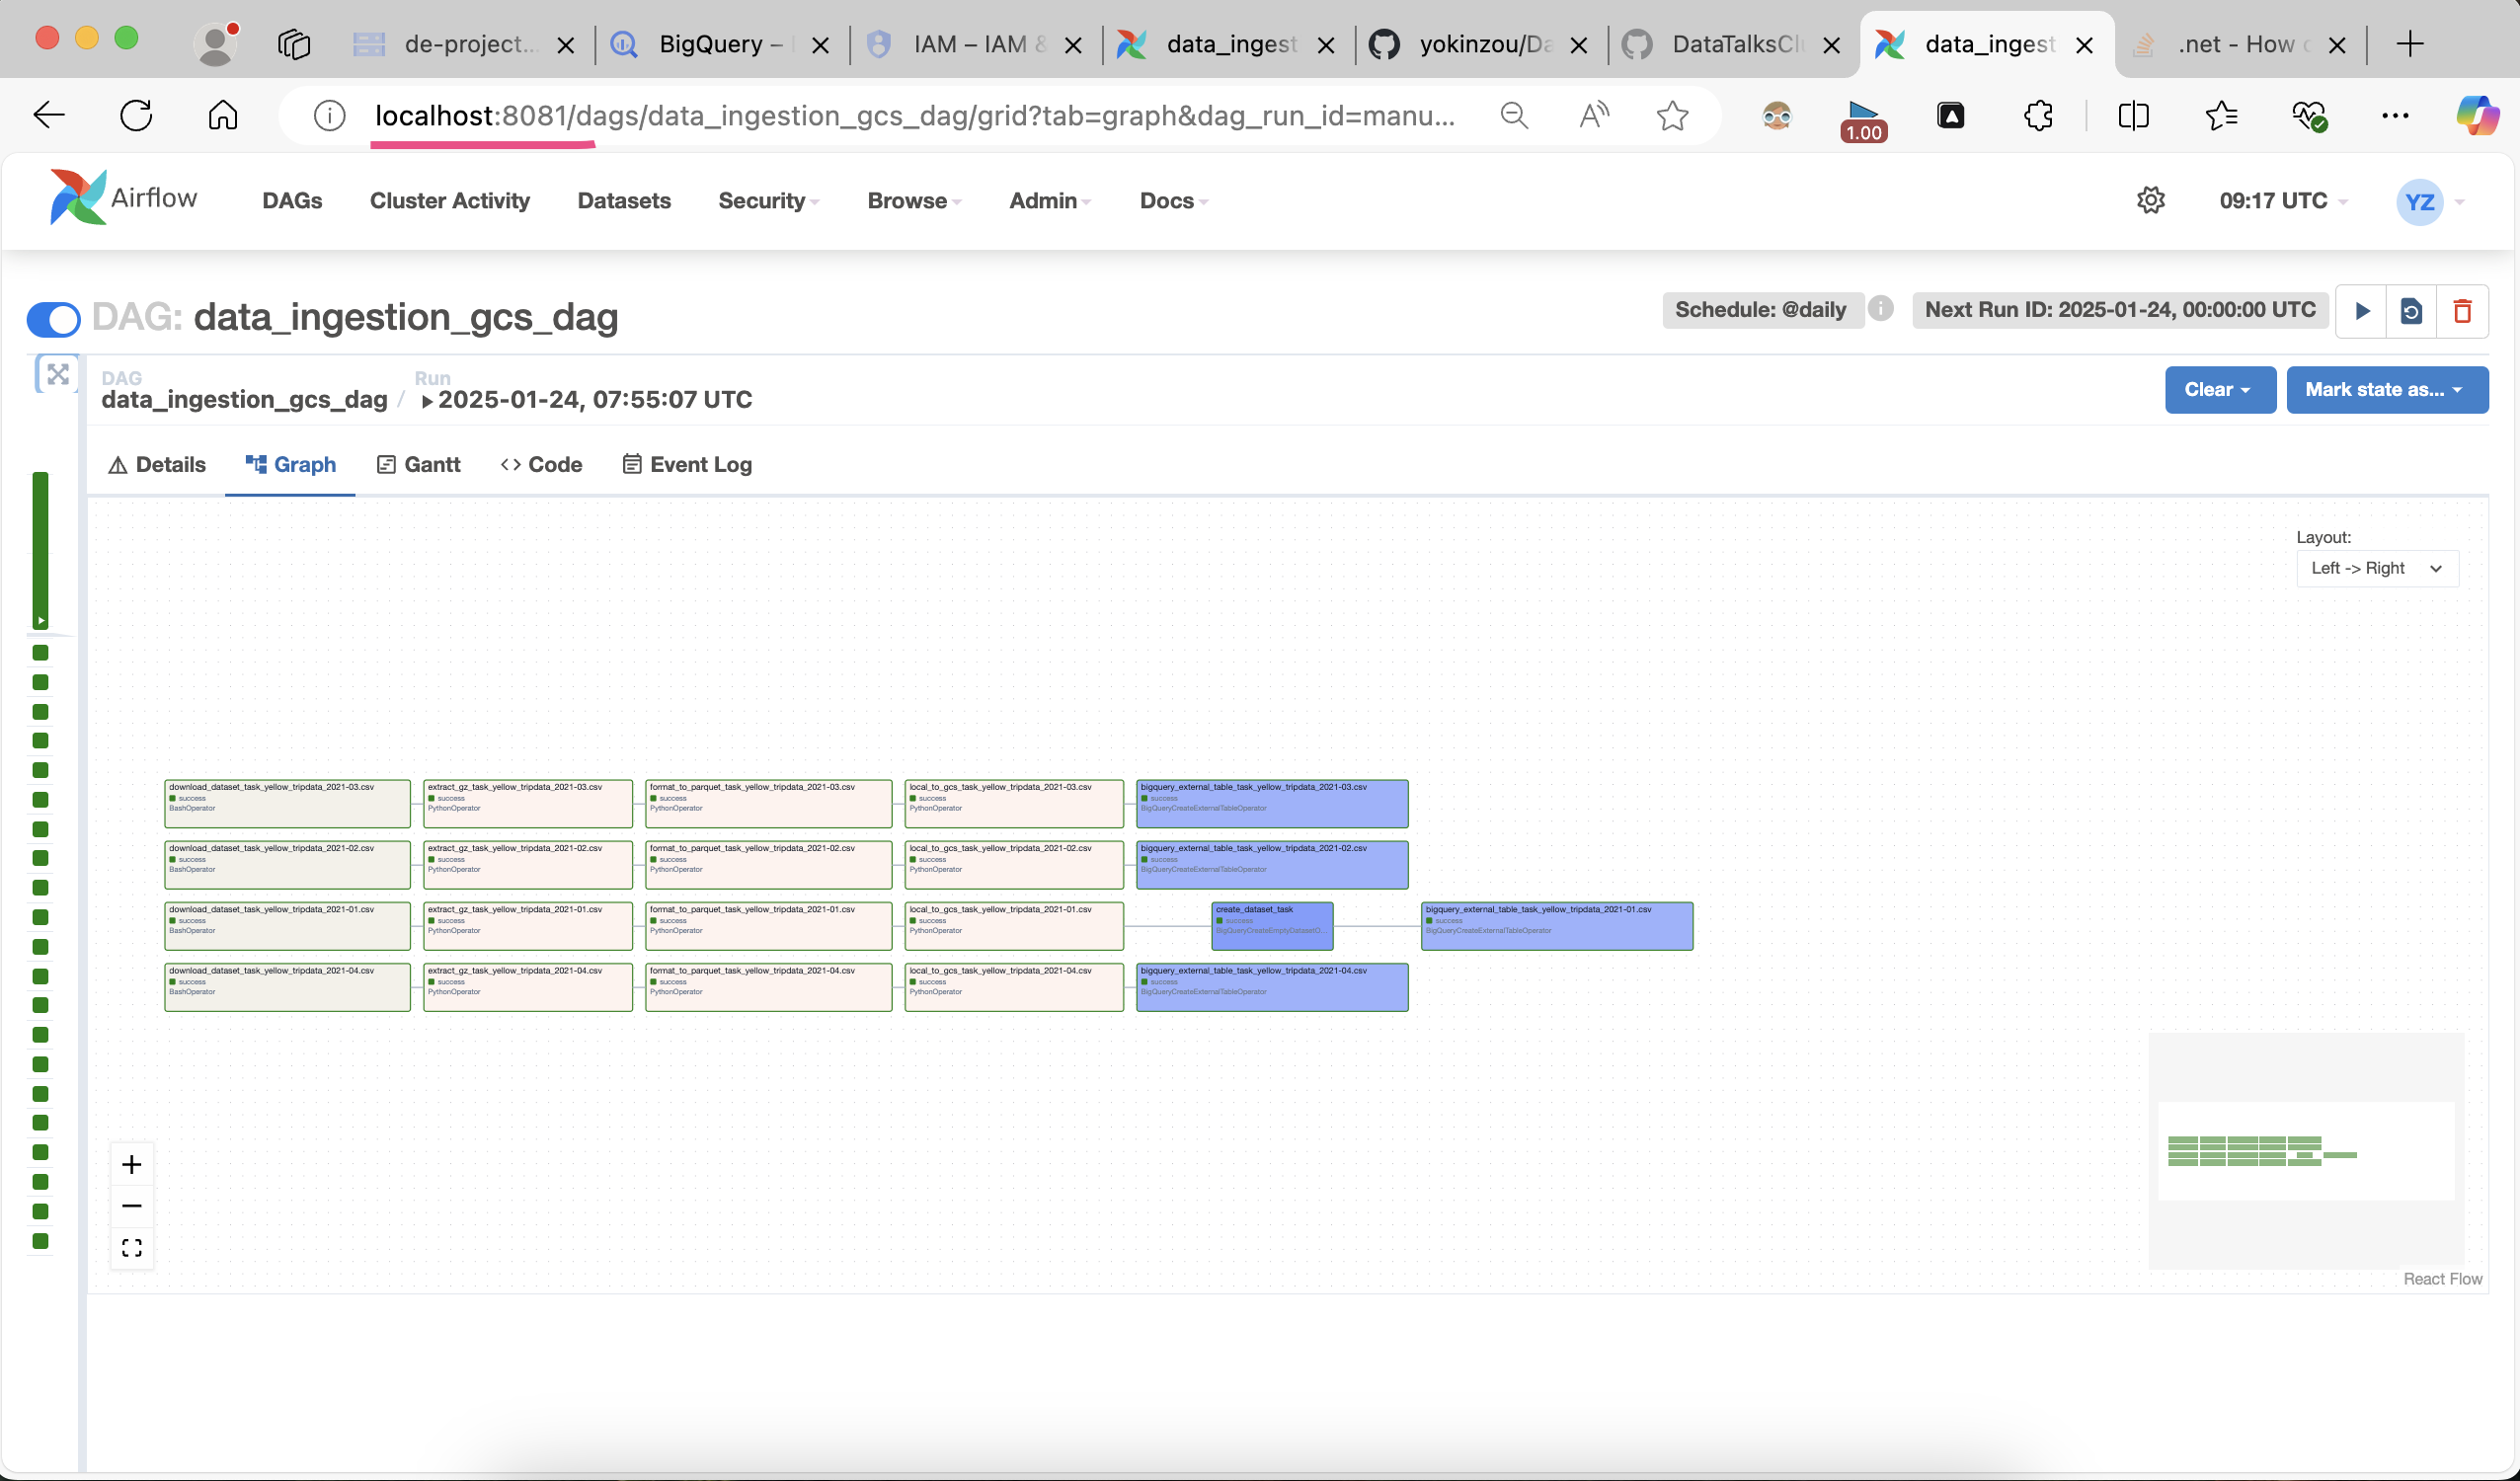 de-project...
BigQuery –
IAM – IAM &
data_ingest
yokinzou/Da
DataTalksCl
data_ingest
.net - How
localhost:8081/dags/data_ingestion_gcs_dag/grid?tab=graph&dag_run_id=manu...
1.00
Airflow
DAGs
Cluster Activity
Datasets
Security
Browse
Admin
Docs
09:17 UTC
YZ
DAG: data_ingestion_gcs_dag
Schedule: @daily
Next Run ID: 2025-01-24, 00:00:00 UTC
DAG
data_ingestion_gcs_dag
/
Run
2025-01-24, 07:55:07 UTC
Clear
Mark state as...
Details
Graph
Gantt
Code
Event Log
Layout:
Left -> Right
download_dataset_task_yellow_tripdata_2021-03.csv
success
BashOperator
extract_gz_task_yellow_tripdata_2021-03.csv
success
PythonOperator
format_to_parquet_task_yellow_tripdata_2021-03.csv
success
PythonOperator
local_to_gcs_task_yellow_tripdata_2021-03.csv
success
PythonOperator
bigquery_external_table_task_yellow_tripdata_2021-03.csv
success
BigQueryCreateExternalTableOperator
download_dataset_task_yellow_tripdata_2021-02.csv
success
BashOperator
extract_gz_task_yellow_tripdata_2021-02.csv
success
PythonOperator
format_to_parquet_task_yellow_tripdata_2021-02.csv
success
PythonOperator
local_to_gcs_task_yellow_tripdata_2021-02.csv
success
PythonOperator
bigquery_external_table_task_yellow_tripdata_2021-02.csv
success
BigQueryCreateExternalTableOperator
download_dataset_task_yellow_tripdata_2021-01.csv
success
BashOperator
extract_gz_task_yellow_tripdata_2021-01.csv
success
PythonOperator
format_to_parquet_task_yellow_tripdata_2021-01.csv
success
PythonOperator
local_to_gcs_task_yellow_tripdata_2021-01.csv
success
PythonOperator
create_dataset_task
success
BigQueryCreateEmptyDatasetO...
bigquery_external_table_task_yellow_tripdata_2021-01.csv
success
BigQueryCreateExternalTableOperator
download_dataset_task_yellow_tripdata_2021-04.csv
success
BashOperator
extract_gz_task_yellow_tripdata_2021-04.csv
success
PythonOperator
format_to_parquet_task_yellow_tripdata_2021-04.csv
success
PythonOperator
local_to_gcs_task_yellow_tripdata_2021-04.csv
success
PythonOperator
bigquery_external_table_task_yellow_tripdata_2021-04.csv
success
BigQueryCreateExternalTableOperator
React Flow